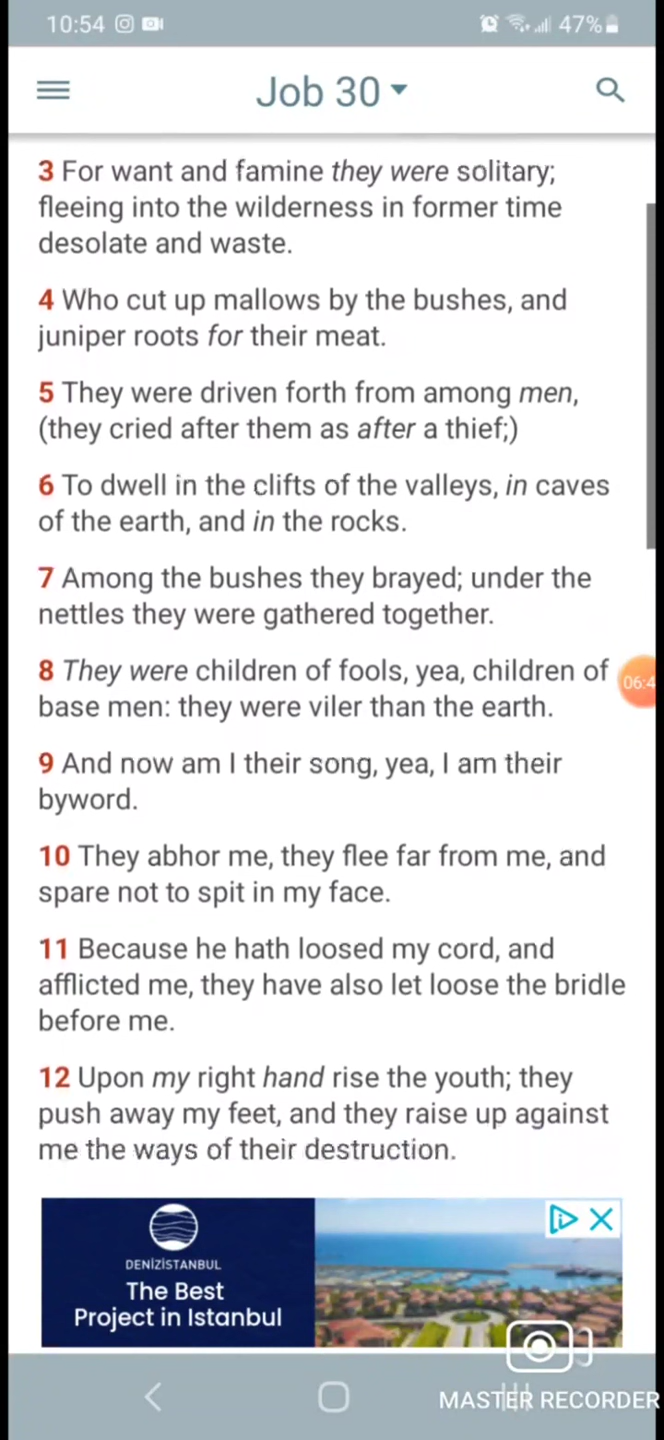 10:54 47%
Job 30
3 For want and famine they were solitary;
fleeing into the wilderness in former time
desolate and waste.
4 Who cut up mallows by the bushes, and
juniper roots for their meat.
5 They were driven forth from among men,
(they cried after them as after a thief;)
6 To dwell in the clifts of the valleys, in caves
of the earth, and in the rocks.
7 Among the bushes they brayed; under the
nettles they were gathered together.
8 They were children of fools, yea, children of
base men: they were viler than the earth.
06:4
9 And now am I their song, yea, I am their
byword.
10 They abhor me, they flee far from me, and
spare not to spit in my face.
11 Because he hath loosed my cord, and
afflicted me, they have also let loose the bridle
before me.
12 Upon my right hand rise the youth; they
push away my feet, and they raise up against
me the ways of their destruction.
DENİZİSTANBUL
The Best
Project in Istanbul
MASTER RECORDER